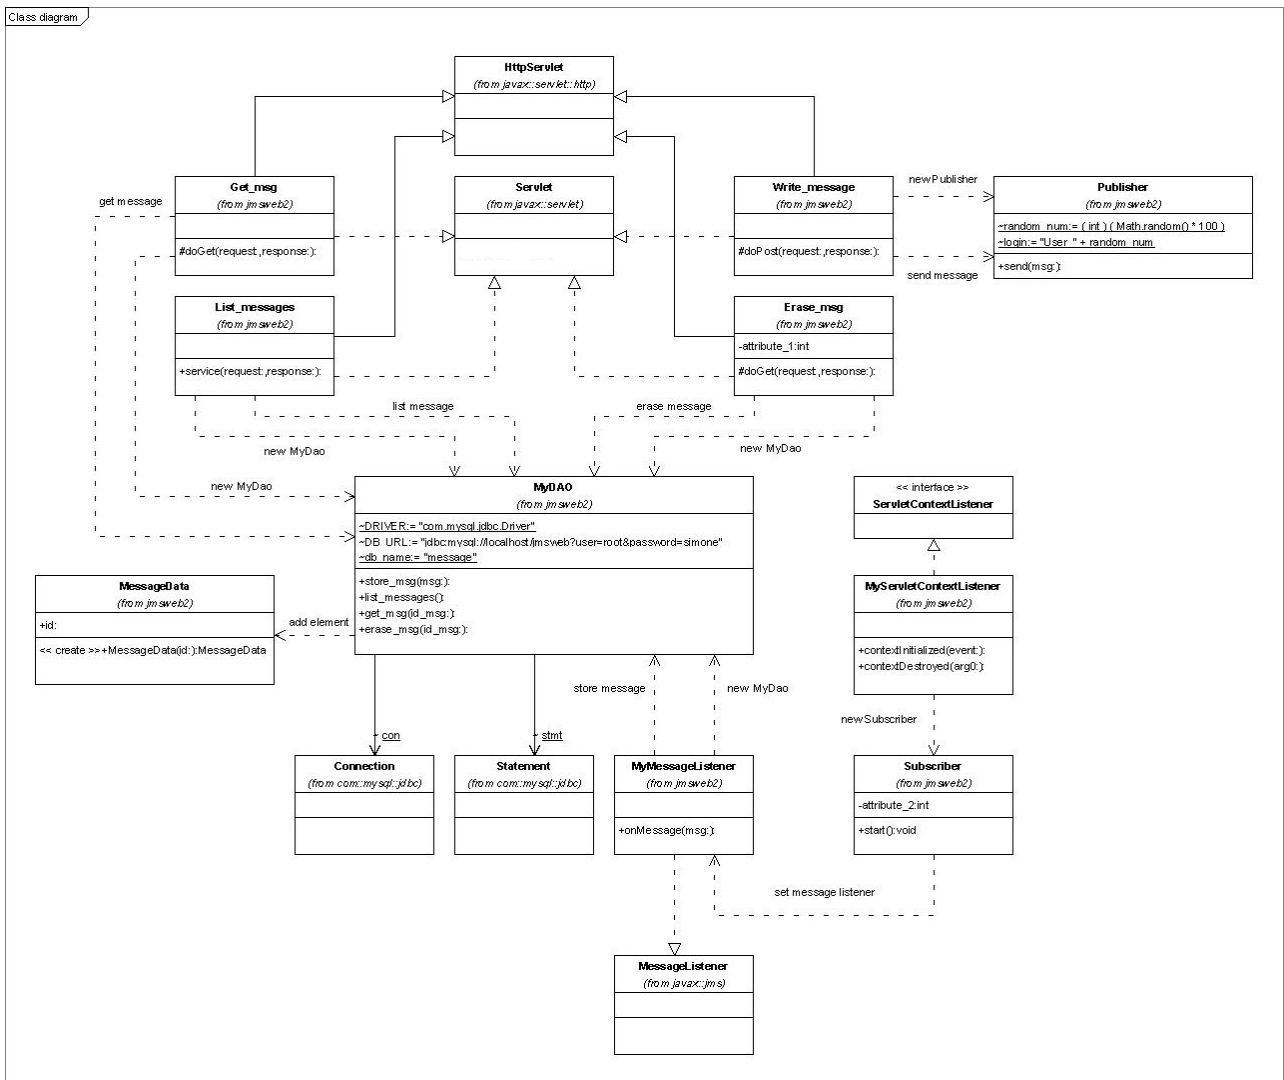 Class diagram
HttpServlet
(from javax::servlet::http)
Get_msg
(from jmsweb2)
#doGet(request:,response:):
Servlet
(from javax::servlet)
Write_message
(from jmsweb2)
#doPost(request:,response:):
newPublisher
send message
Publisher
(from jmsweb2)
~random_num:= ( int ) ( Math.random() * 100 )
~login:= "User_" + random_num
+send(msg:):
get message
List_messages
(from jmsweb2)
+service(request:,response:):
Erase_msg
(from jmsweb2)
-attribute_1:int
#doGet(request:,response:):
list message
erase message
new MyDao
new MyDao
new MyDao
MyDAO
(from jmsweb2)
~DRIVER:= "com.mysql.jdbc.Driver"
~DB_URL:= "jdbc:mysql://localhost/jmsweb?user=root&password=simone"
~db_name:= "message"
+store_msg(msg:):
+list_messages():
+get_msg(id_msg:):
+erase_msg(id_msg:):
<< interface >>
ServletContextListener
MessageData
(from jmsweb2)
+id:
<< create >>+MessageData(id:):MessageData
add element
MyServletContextListener
(from jmsweb2)
+contextInitialized(event:):
+contextDestroyed(arg0:):
store message
new MyDao
newSubscriber
~ con
~ stmt
Connection
(from com::mysql::jdbc)
Statement
(from com::mysql::jdbc)
MyMessageListener
(from jmsweb2)
+onMessage(msg:):
Subscriber
(from jmsweb2)
-attribute_2:int
+start():void
set message listener
MessageListener
(from javax::jms)